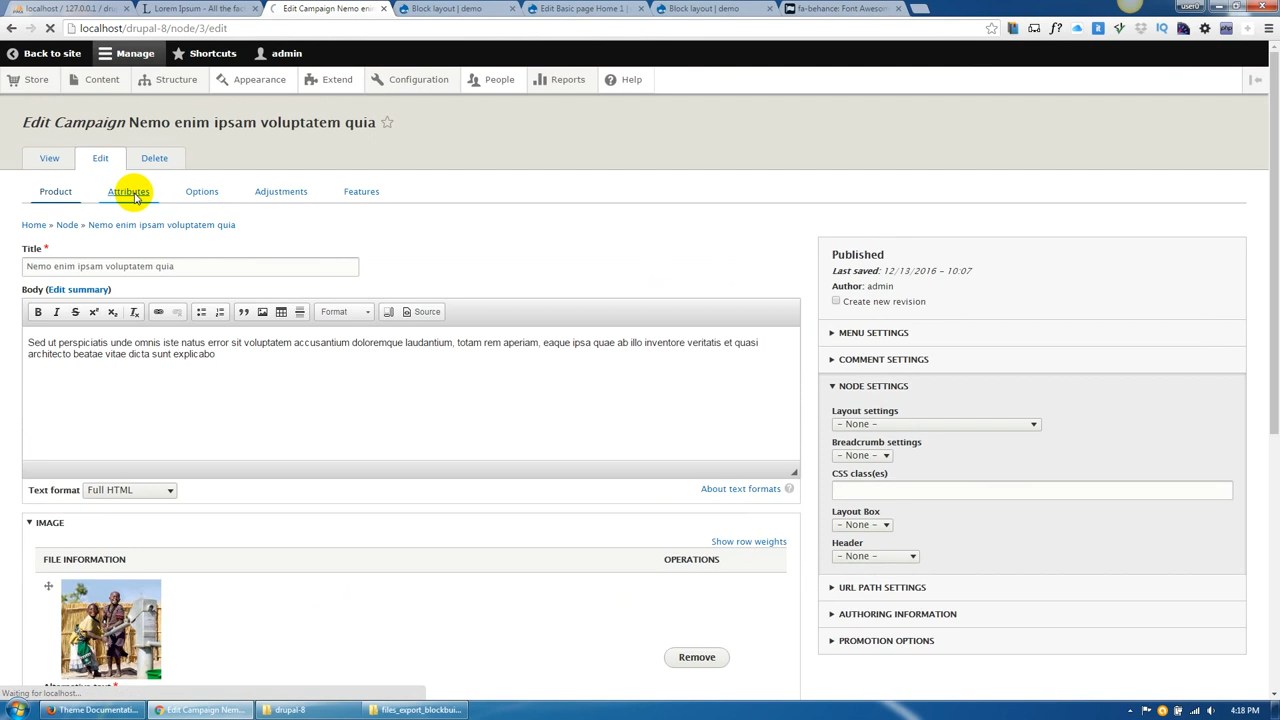 localhost / 127.0.0.1 / dru
Lorem Ipsum - All the fac
Edit Campaign Nemo eni
Block layout | demo
Edit Basic page Home 1 |
Block layout | demo
fa-behance: Font Awesom
user0
localhost/drupal-8/node/3/edit
Back to site
Manage
Shortcuts
admin
Store
Content
Structure
Appearance
Extend
Configuration
People
Reports
Help
Edit Campaign Nemo enim ipsam voluptatem quia
View
Edit
Delete
Product
Attributes
Options
Adjustments
Features
Home » Node » Nemo enim ipsam voluptatem quia
Title *
Nemo enim ipsam voluptatem quia
Body (Edit summary)
Format
Source
Sed ut perspiciatis unde omnis iste natus error sit voluptatem accusantium doloremque laudantium, totam rem aperiam, eaque ipsa quae ab illo inventore veritatis et quasi
architecto beatae vitae dicta sunt explicabo
Text format
Full HTML
About text formats
IMAGE
Show row weights
FILE INFORMATION
OPERATIONS
Remove
Published
Last saved: 12/13/2016 - 10:07
Author: admin
Create new revision
MENU SETTINGS
COMMENT SETTINGS
NODE SETTINGS
Layout settings
- None -
Breadcrumb settings
- None -
CSS class(es)
Layout Box
- None -
Header
- None -
URL PATH SETTINGS
AUTHORING INFORMATION
PROMOTION OPTIONS
Waiting for localhost...
Theme Documentati...
Edit Campaign Nem...
drupal-8
files_export_blockbui...
4:18 PM